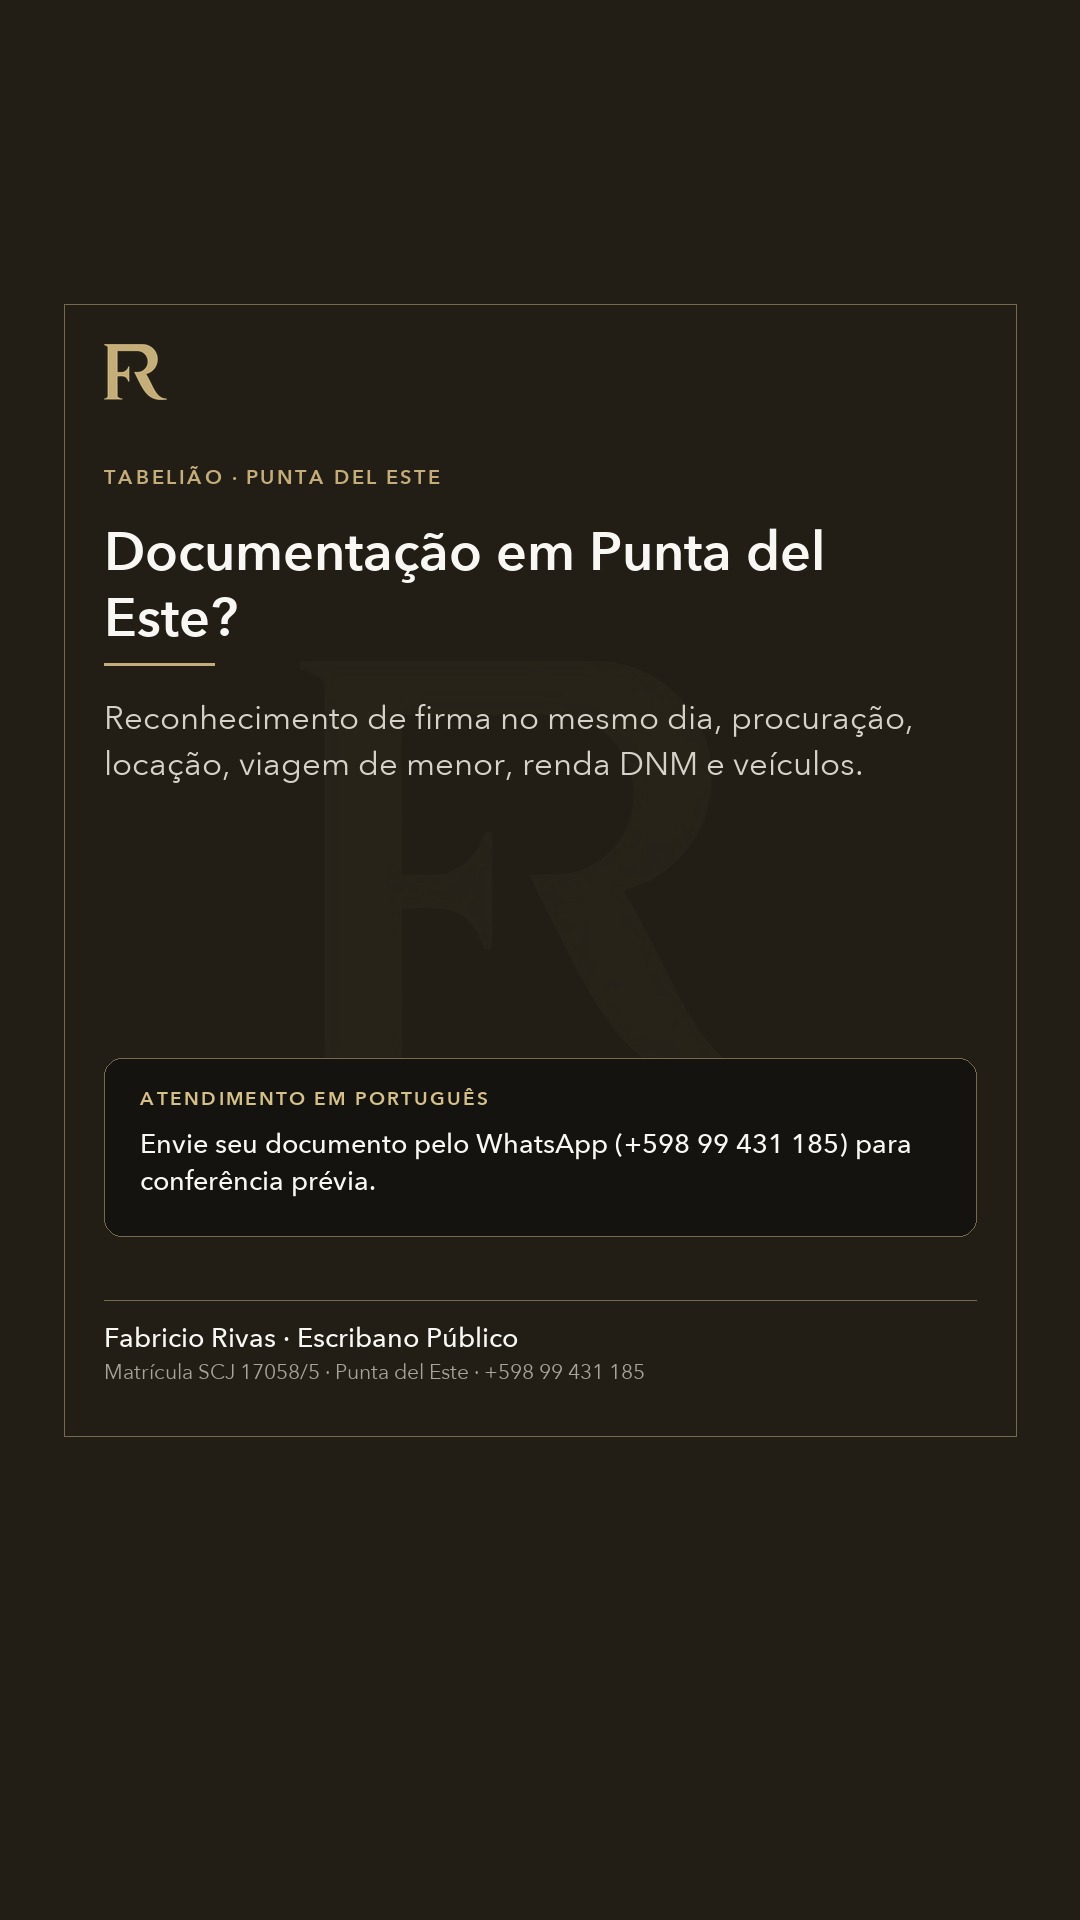 FR
TABELIÃO · PUNTA DEL ESTE
Documentação em Punta del
Este?
Reconhecimento de firma no mesmo dia, procuração,
locação, viagem de menor, renda DNM e veículos.
ATENDIMENTO EM PORTUGUÊS
Envie seu documento pelo WhatsApp (+598 99 431 185) para
conferência prévia.
Fabricio Rivas · Escribano Público
Matrícula SCJ 17058/5 · Punta del Este · +598 99 431 185